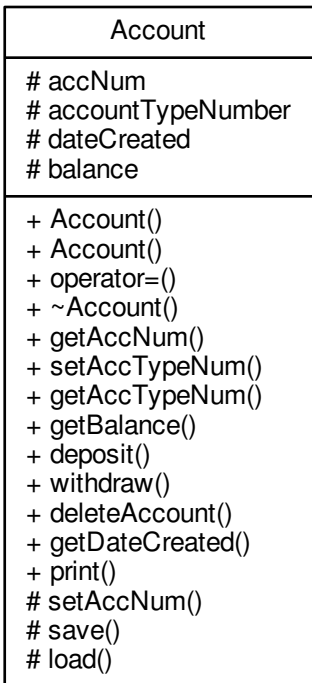 Account
# accNum
# accountTypeNumber
# dateCreated
# balance
+ Account()
+ Account()
+ operator=()
+ ~Account()
+ getAccNum()
+ setAccTypeNum()
+ getAccTypeNum()
+ getBalance()
+ deposit()
+ withdraw()
+ deleteAccount()
+ getDateCreated()
+ print()
# setAccNum()
# save()
# load()